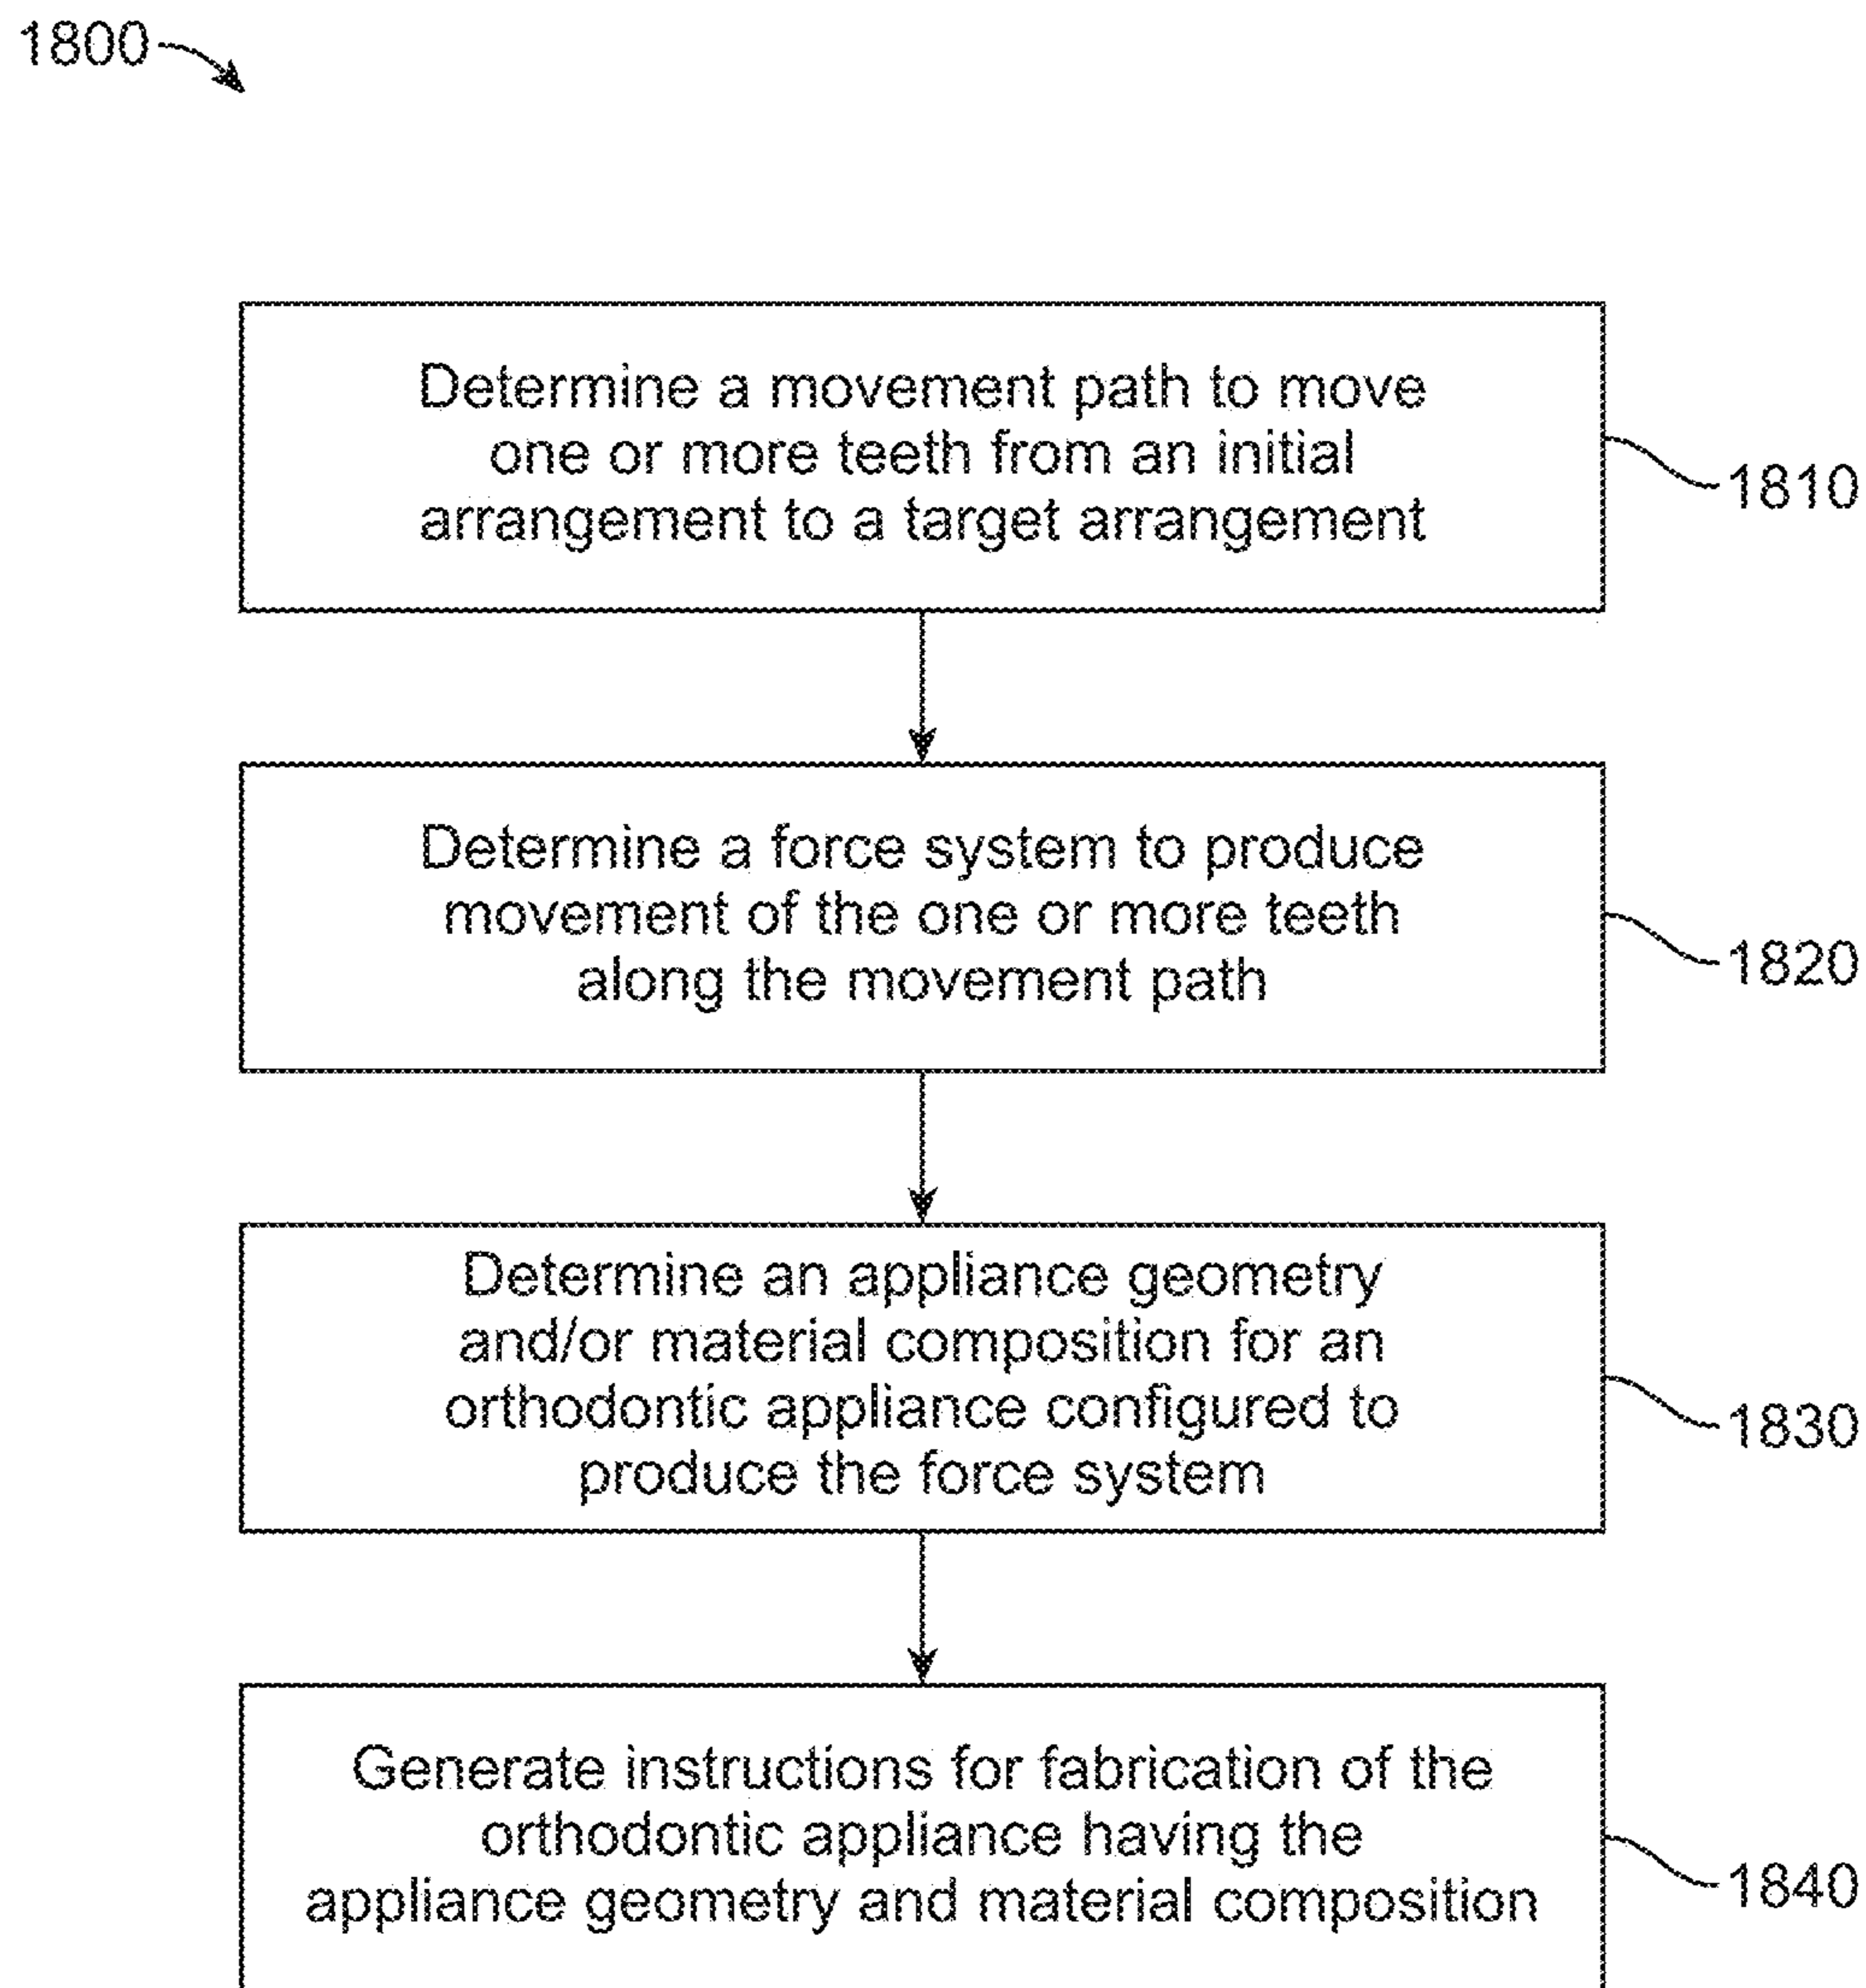 1800
Determine a movement path to move
one or more teeth from an initial
arrangement to a target arrangement
1810
Determine a force system to produce
movement of the one or more teeth
along the movement path
1820
Determine an appliance geometry
and/or material composition for an
orthodontic appliance configured to
produce the force system
1830
Generate instructions for fabrication of the
orthodontic appliance having the
appliance geometry and material composition
1840